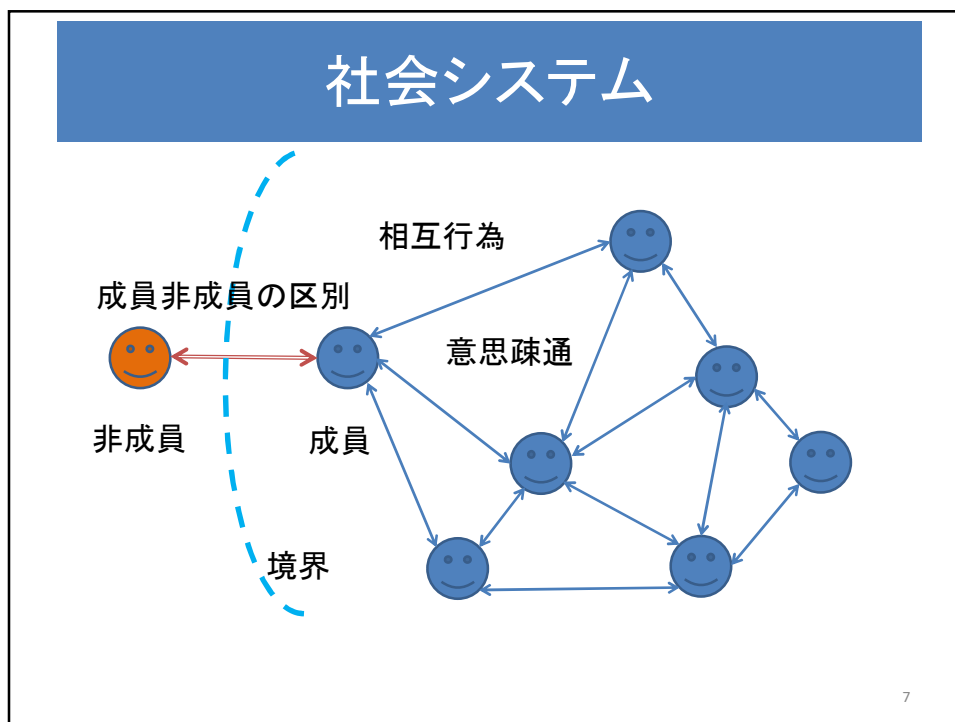 社会システム
相互行為
成員非成員の区別
意思疎通
非成員
成員
境界
7